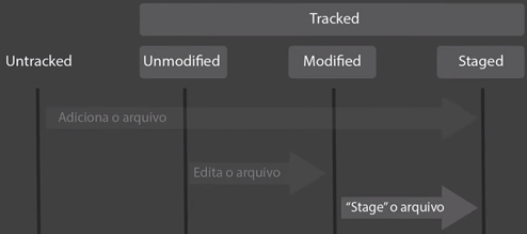 Tracked
Untracked Unmodified Modified Staged
Adiciona o arquivo
Edita o arquivo
“Stage” o arquivo